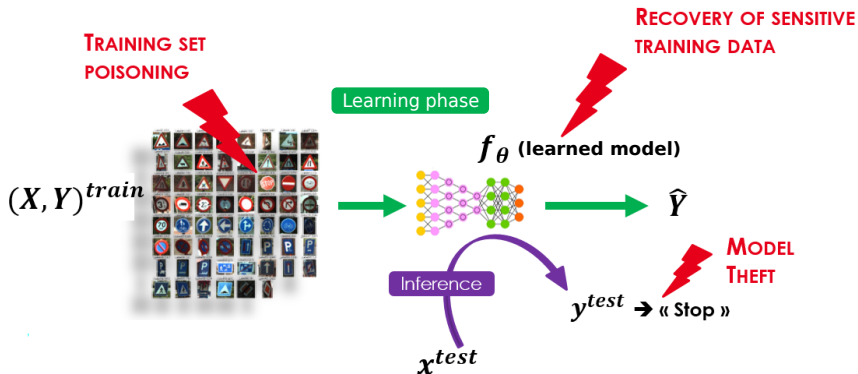 RECOVERY OF SENSITIVE
TRAINING DATA
TRAINING SET
POISONING
Learning phase
f_θ (learned model)
(X, Y)^train
Ŷ
MODEL
THEFT
Inference
y^test → « Stop »
x^test